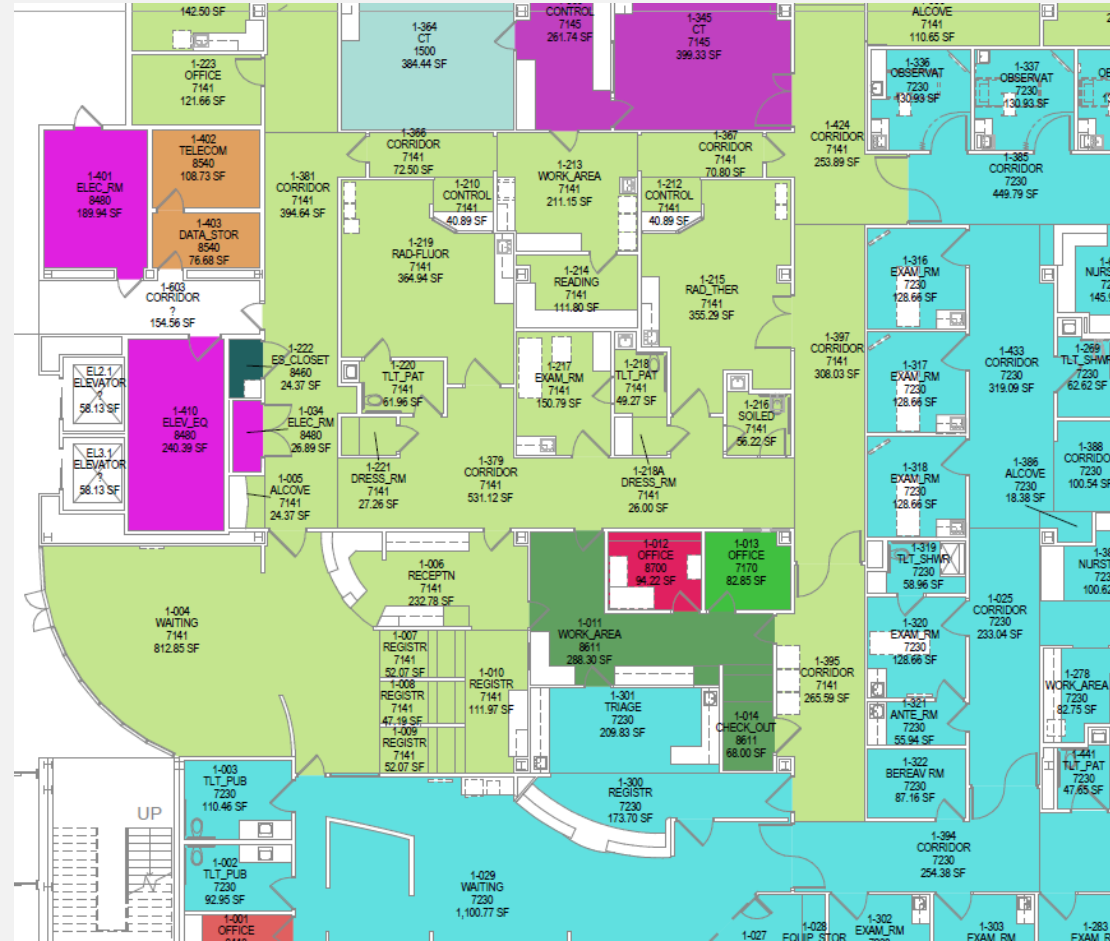 142.50 SF
1-364
CT
1500
384.44 SF
CONTROL
7145
261.74 SF
1-345
CT
7145
399.33 SF
ALCOVE
7141
110.65 SF
1-223
OFFICE
7141
121.66 SF
1-336
OBSERVAT
7230
130.93 SF
1-337
OBSERVAT
7230
130.93 SF
1-401
ELEC_RM
8480
189.94 SF
1-402
TELECOM
8540
108.73 SF
1-403
DATA_STOR
8540
76.68 SF
1-381
CORRIDOR
7141
394.64 SF
1-366
CORRIDOR
7141
72.50 SF
1-213
WORK_AREA
7141
211.15 SF
1-367
CORRIDOR
7141
70.80 SF
1-424
CORRIDOR
7141
253.89 SF
1-385
CORRIDOR
7230
449.79 SF
1-210
CONTROL
7141
40.89 SF
1-212
CONTROL
7141
40.89 SF
1-219
RAD-FLUOR
7141
364.94 SF
1-214
READING
7141
111.80 SF
1-215
RAD_THER
7141
355.29 SF
1-316
EXAM_RM
7230
128.66 SF
1-603
CORRIDOR
?
154.56 SF
1-222
ES_CLOSET
8460
24.37 SF
1-397
CORRIDOR
7141
308.03 SF
1-433
CORRIDOR
7230
319.09 SF
1-269
TLT_SHWR
7230
62.62 SF
EL2.1
ELEVATOR
?
58.13 SF
1-410
ELEV_EQ
8480
240.39 SF
1-034
ELEC_RM
8480
26.89 SF
1-220
TLT_PAT
7141
61.96 SF
1-217
EXAM_RM
7141
150.79 SF
1-218
TLT_PAT
7141
49.27 SF
1-216
SOILED
7141
56.22 SF
1-317
EXAM_RM
7230
128.66 SF
EL3.1
ELEVATOR
?
58.13 SF
1-005
ALCOVE
7141
24.37 SF
1-221
DRESS_RM
7141
27.26 SF
1-379
CORRIDOR
7141
531.12 SF
1-218A
DRESS_RM
7141
26.00 SF
1-318
EXAM_RM
7230
128.66 SF
1-386
ALCOVE
7230
18.38 SF
1-388
CORRIDO
7230
100.54 SF
1-004
WAITING
7141
812.85 SF
1-006
RECEPTN
7141
232.78 SF
1-012
OFFICE
8700
94.22 SF
1-013
OFFICE
7170
82.85 SF
1-319
TLT_SHWR
7230
58.96 SF
1-007
REGISTR
7141
52.07 SF
1-008
REGISTR
7141
47.19 SF
1-009
REGISTR
7141
52.07 SF
1-010
REGISTR
7141
111.97 SF
1-011
WORK_AREA
8611
288.30 SF
1-320
EXAM_RM
7230
128.66 SF
1-025
CORRIDOR
7230
233.04 SF
1-395
CORRIDOR
7141
265.59 SF
1-278
WORK_AREA
7230
82.75 SF
1-301
TRIAGE
7230
209.83 SF
1-014
CHECK_OUT
8611
68.00 SF
1-321
ANTE_RM
7230
55.94 SF
1-322
BEREAV RM
7230
87.16 SF
1-441
TLT_PAT
7230
47.65 SF
1-003
TLT_PUB
7230
110.46 SF
1-300
REGISTR
7230
173.70 SF
UP
1-002
TLT_PUB
7230
92.95 SF
1-029
WAITING
7230
1,100.77 SF
1-394
CORRIDOR
7230
254.38 SF
1-001
OFFICE
1-027
1-028
EQUIP_STOR
1-302
EXAM_RM
1-303
EXAM_RM
1-283